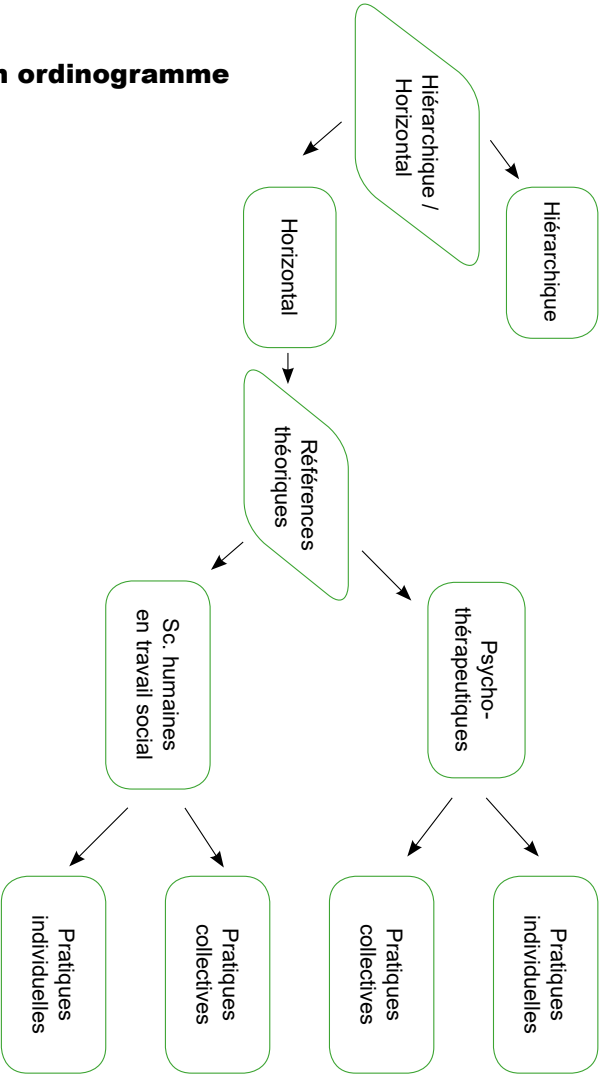 n ordinogramme
Hiérarchique /
Horizontal
Hiérarchique
Horizontal
Références
théoriques
Psycho-
thérapeutiques
Sc. humaines
en travail social
Pratiques
individuelles
Pratiques
collectives
Pratiques
collectives
Pratiques
individuelles